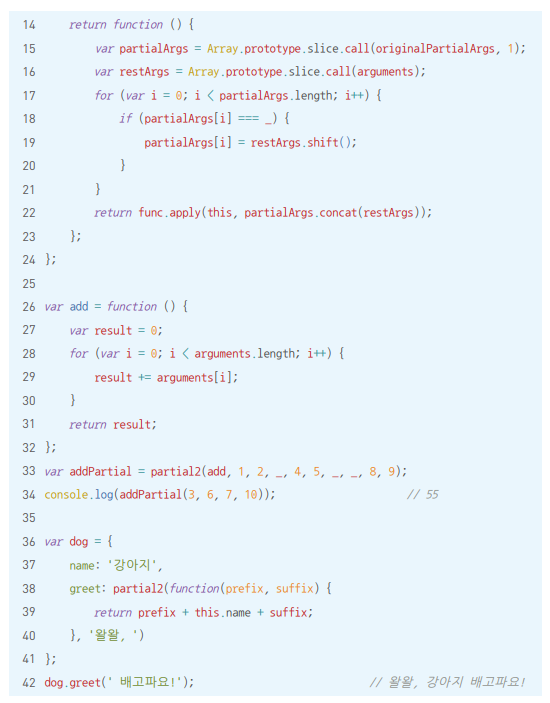 14 return function () {
15 var partialArgs = Array.prototype.slice.call(originalPartialArgs, 1);
16 var restArgs = Array.prototype.slice.call(arguments);
17 for (var i = 0; i < partialArgs.length; i++) {
18 if (partialArgs[i] === _) {
19 partialArgs[i] = restArgs.shift();
20 }
21 }
22 return func.apply(this, partialArgs.concat(restArgs));
23 };
24 };
25
26 var add = function () {
27 var result = 0;
28 for (var i = 0; i < arguments.length; i++) {
29 result += arguments[i];
30 }
31 return result;
32 };
33 var addPartial = partial2(add, 1, 2, _, 4, 5, _, _, 8, 9);
34 console.log(addPartial(3, 6, 7, 10)); // 55
35
36 var dog = {
37 name: '강아지',
38 greet: partial2(function(prefix, suffix) {
39 return prefix + this.name + suffix;
40 }, '왈왈, ')
41 };
42 dog.greet(' 배고파요!'); // 왈왈, 강아지 배고파요!